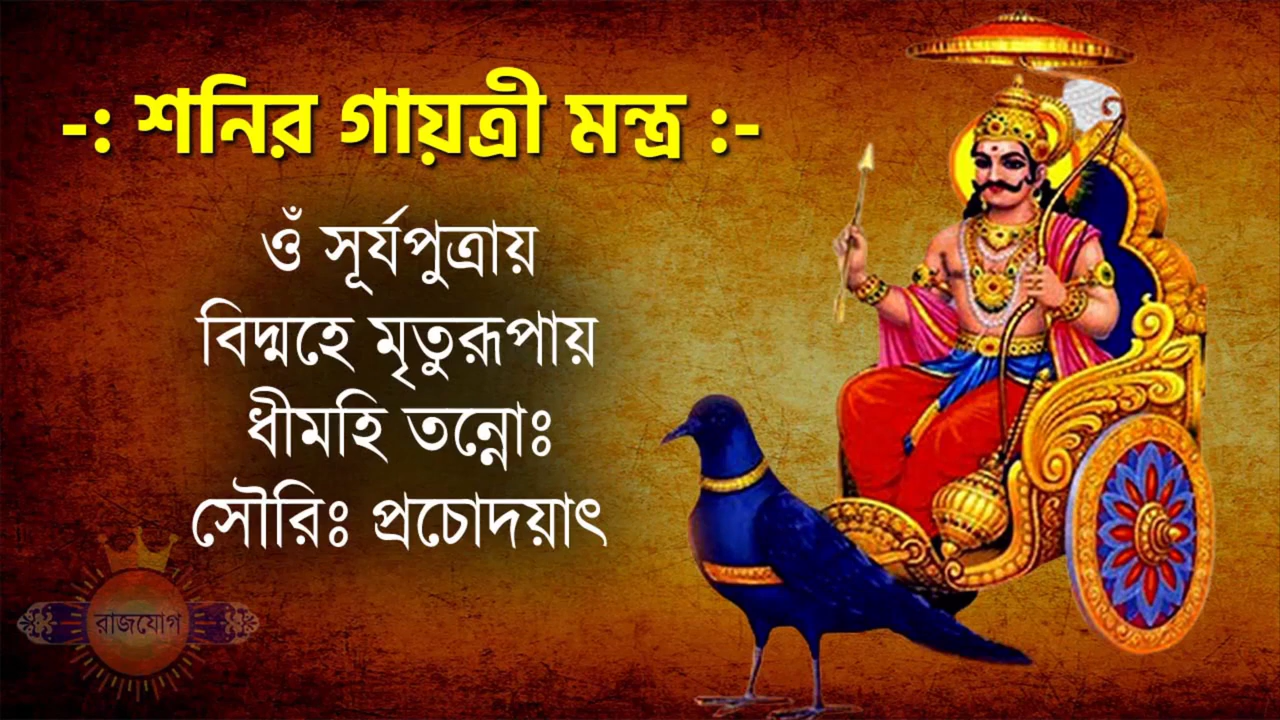 -: শনির গায়ত্রী মন্ত্র :-
ওঁ সূর্যপুত্রায়
বিদ্মহে মৃতুরূপায়
ধীমহি তন্নোঃ
সৌরিঃ প্রচোদয়াৎ
রাজযোগ